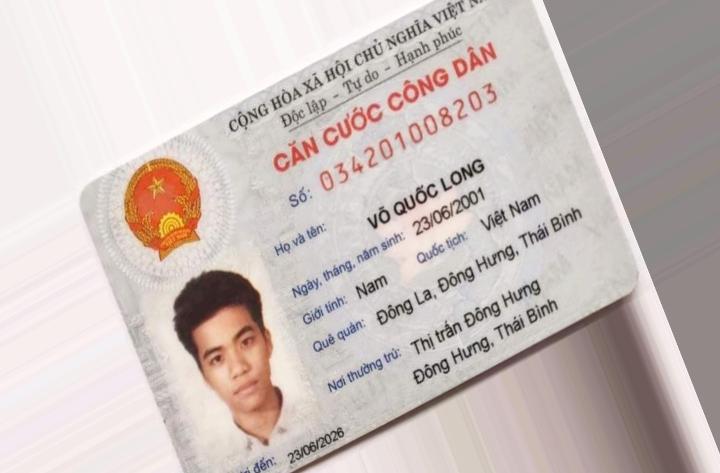 CỘNG HÒA XÃ HỘI CHỦ NGHĨA VIỆT
Độc lập - Tự do - Hạnh phúc
CĂN CƯỚC CÔNG DÂN
Số: 034201008203
Họ và tên: VÕ QUỐC LONG
Ngày, tháng, năm sinh: 23/06/2001
Giới tính: Nam Quốc tịch: Việt Nam
Quê quán: Đông La, Đông Hưng, Thái Bình
Nơi thường trú: Thị trấn Đông Hưng
Đông Hưng, Thái Bình
đến: 23/06/2026